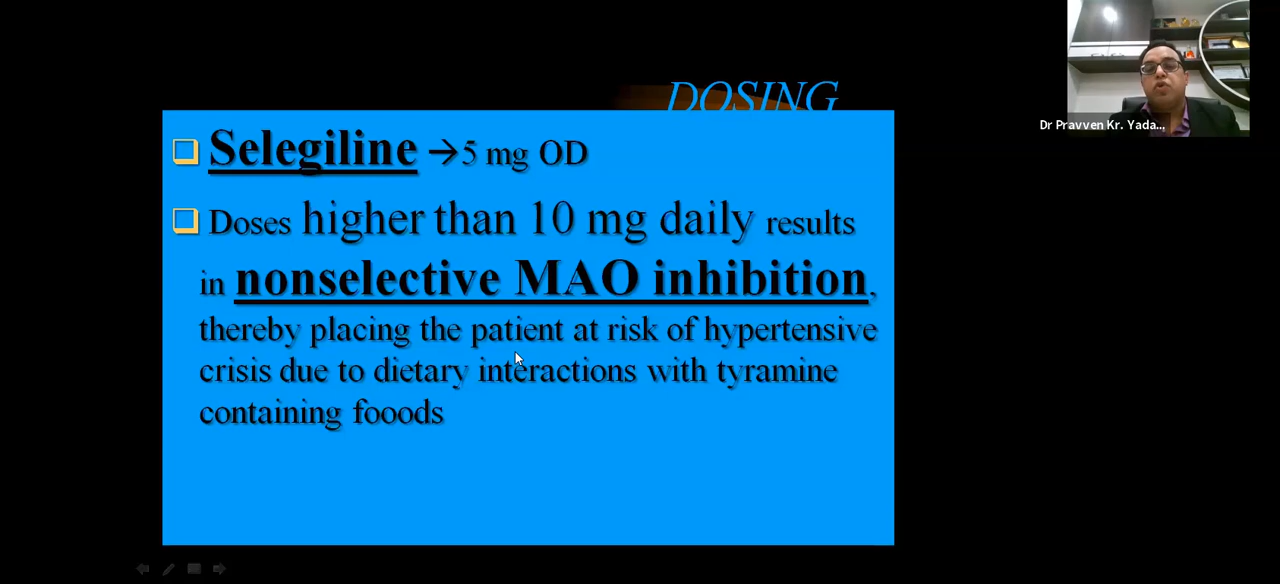 DOSING
Selegiline →5 mg OD
Doses higher than 10 mg daily results
in nonselective MAO inhibition,
thereby placing the patient at risk of hypertensive
crisis due to dietary interactions with tyramine
containing fooods
Dr Pravven Kr. Yada...